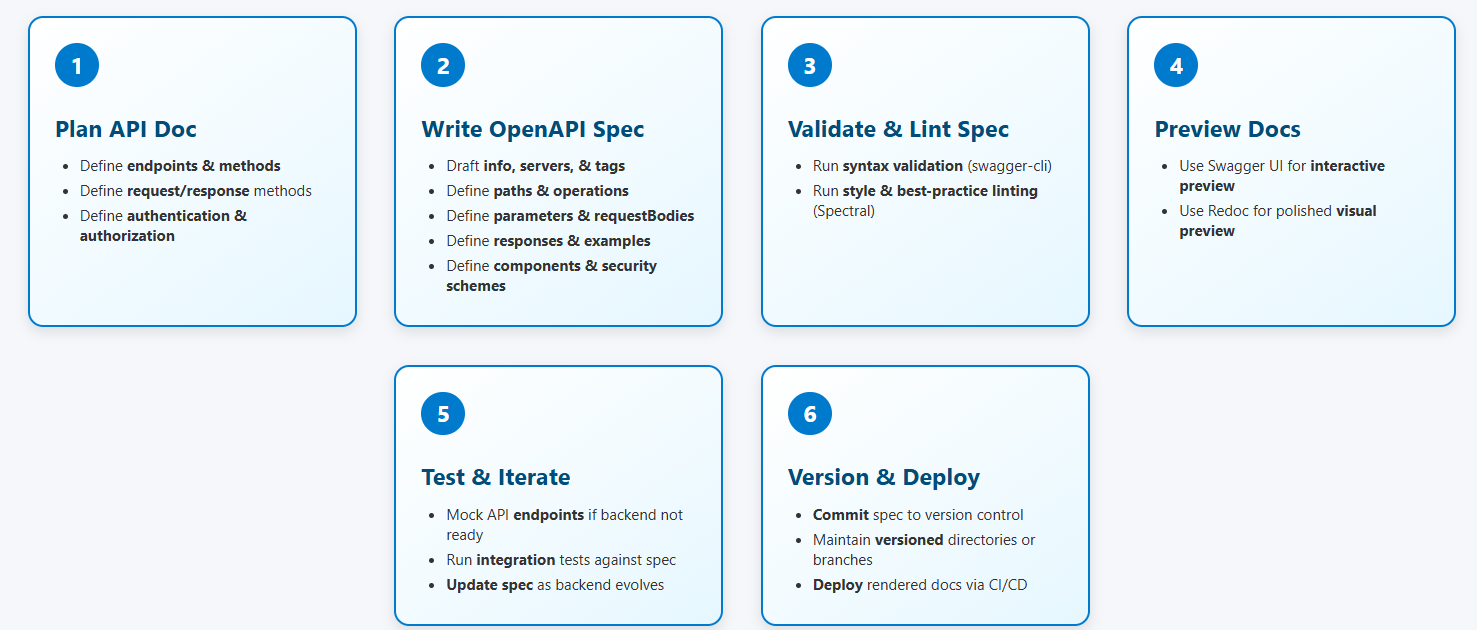 1
Plan API Doc
• Define endpoints & methods
• Define request/response methods
• Define authentication &
authorization
2
Write OpenAPI Spec
• Draft info, servers, & tags
• Define paths & operations
• Define parameters & requestBodies
• Define responses & examples
• Define components & security
schemes
3
Validate & Lint Spec
• Run syntax validation (swagger-cli)
• Run style & best-practice linting
(Spectral)
4
Preview Docs
• Use Swagger UI for interactive
preview
• Use Redoc for polished visual
preview
5
Test & Iterate
• Mock API endpoints if backend not
ready
• Run integration tests against spec
• Update spec as backend evolves
6
Version & Deploy
• Commit spec to version control
• Maintain versioned directories or
branches
• Deploy rendered docs via CI/CD